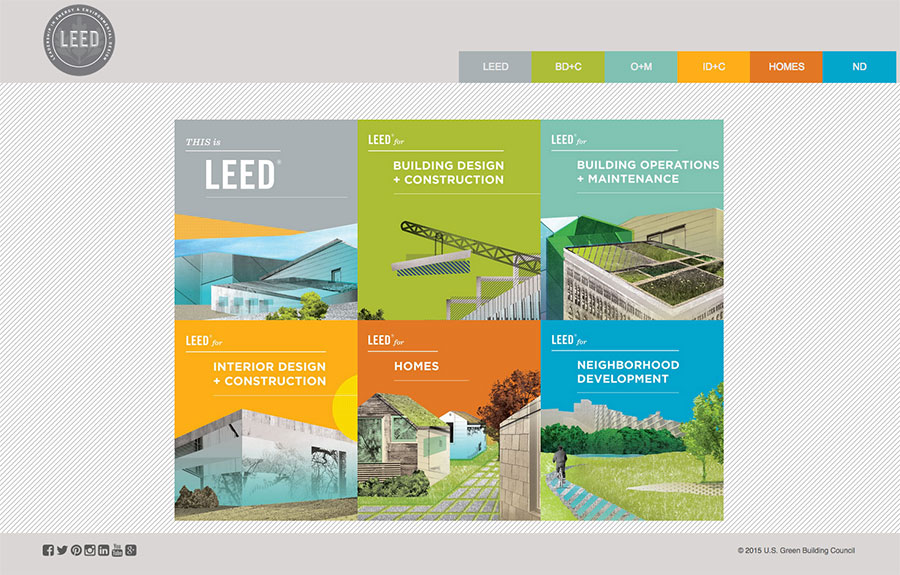 LEADERSHIP IN ENERGY & ENVIRONMENTAL DESIGN
LEED
LEED BD+C O+M ID+C HOMES ND
THIS is
LEED®
LEED® for
BUILDING DESIGN
+ CONSTRUCTION
LEED® for
BUILDING OPERATIONS
+ MAINTENANCE
LEED® for
INTERIOR DESIGN
+ CONSTRUCTION
LEED® for
HOMES
LEED® for
NEIGHBORHOOD
DEVELOPMENT
You
Tube
© 2015 U.S. Green Building Council